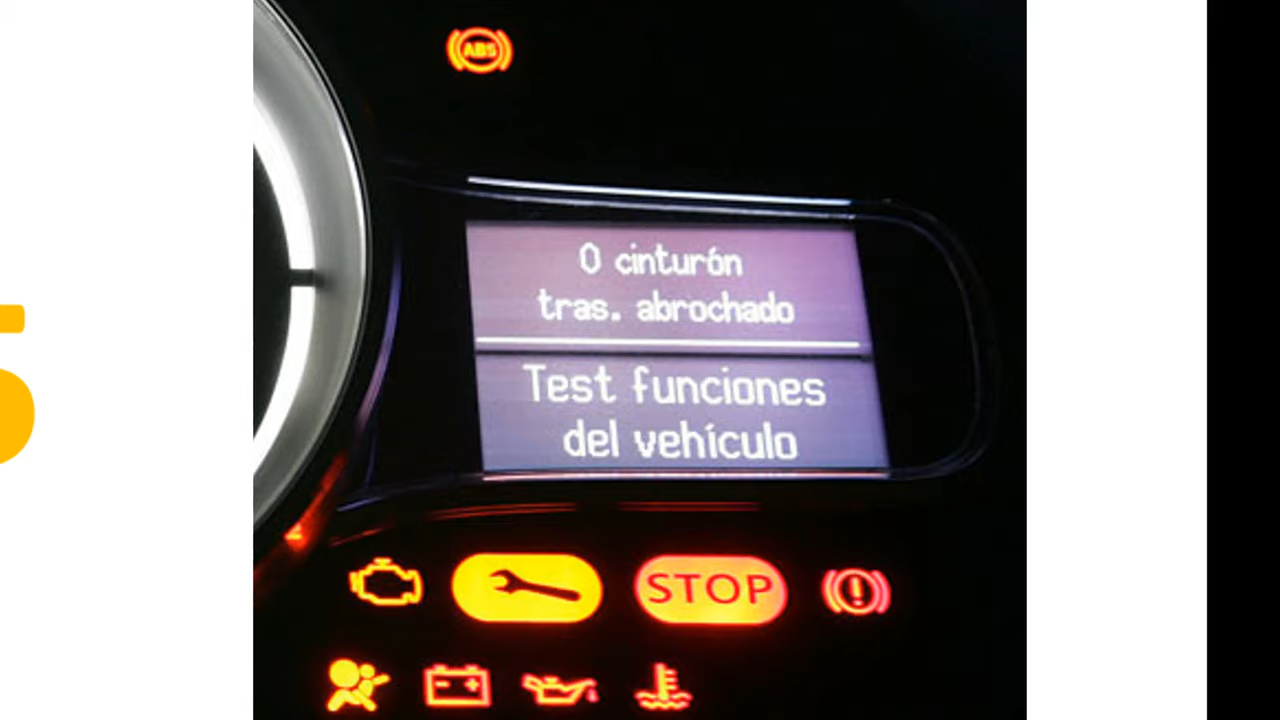 ABS
0 cinturón
tras. abrochado
Test funciones
del vehículo
STOP